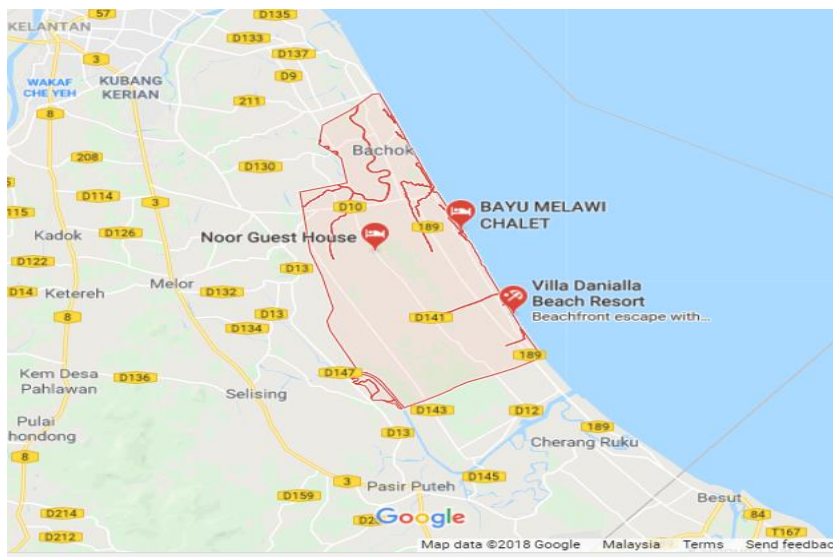 57
D135
KELANTAN
D133
3
D137
WAKAF
CHE YEH
KUBANG
KERIAN
D9
211
8
Bachok
208
D130
D114
D10
BAYU MELAWI
CHALET
115
D126
189
Kadok
Noor Guest House
D122
D13
Melor
Villa Danialla
Beach Resort
Beachfront escape with...
D14
Ketereh
D132
D13
8
D134
D141
189
Kem Desa
Pahlawan
D136
D147
Selising
D143
D12
Pulai
hondong
D13
189
Cherang Ruku
8
3
D145
D159
Pasir Puteh
Besut
D214
Google
84
D212
T167
Map data ©2018 Google Malaysia Terms Send feedbac